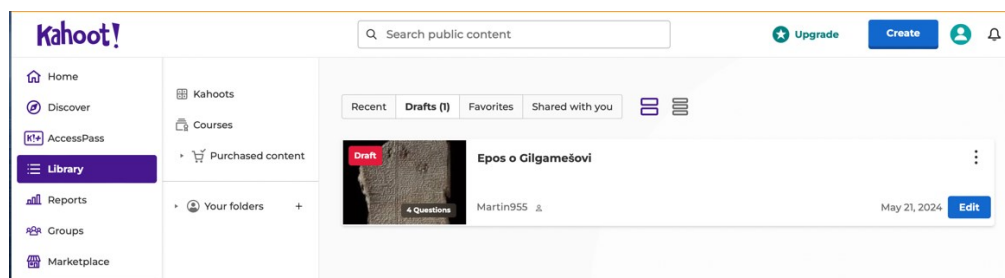 Kahoot!
Search public content
Upgrade
Create
Home
Discover
K!+ AccessPass
Library
Reports
Groups
Marketplace
Kahoots
Courses
Purchased content
Your folders +
Recent Drafts (1) Favorites Shared with you
Draft
4 Questions
Epos o Gilgamešovi
Martin955
May 21, 2024 Edit